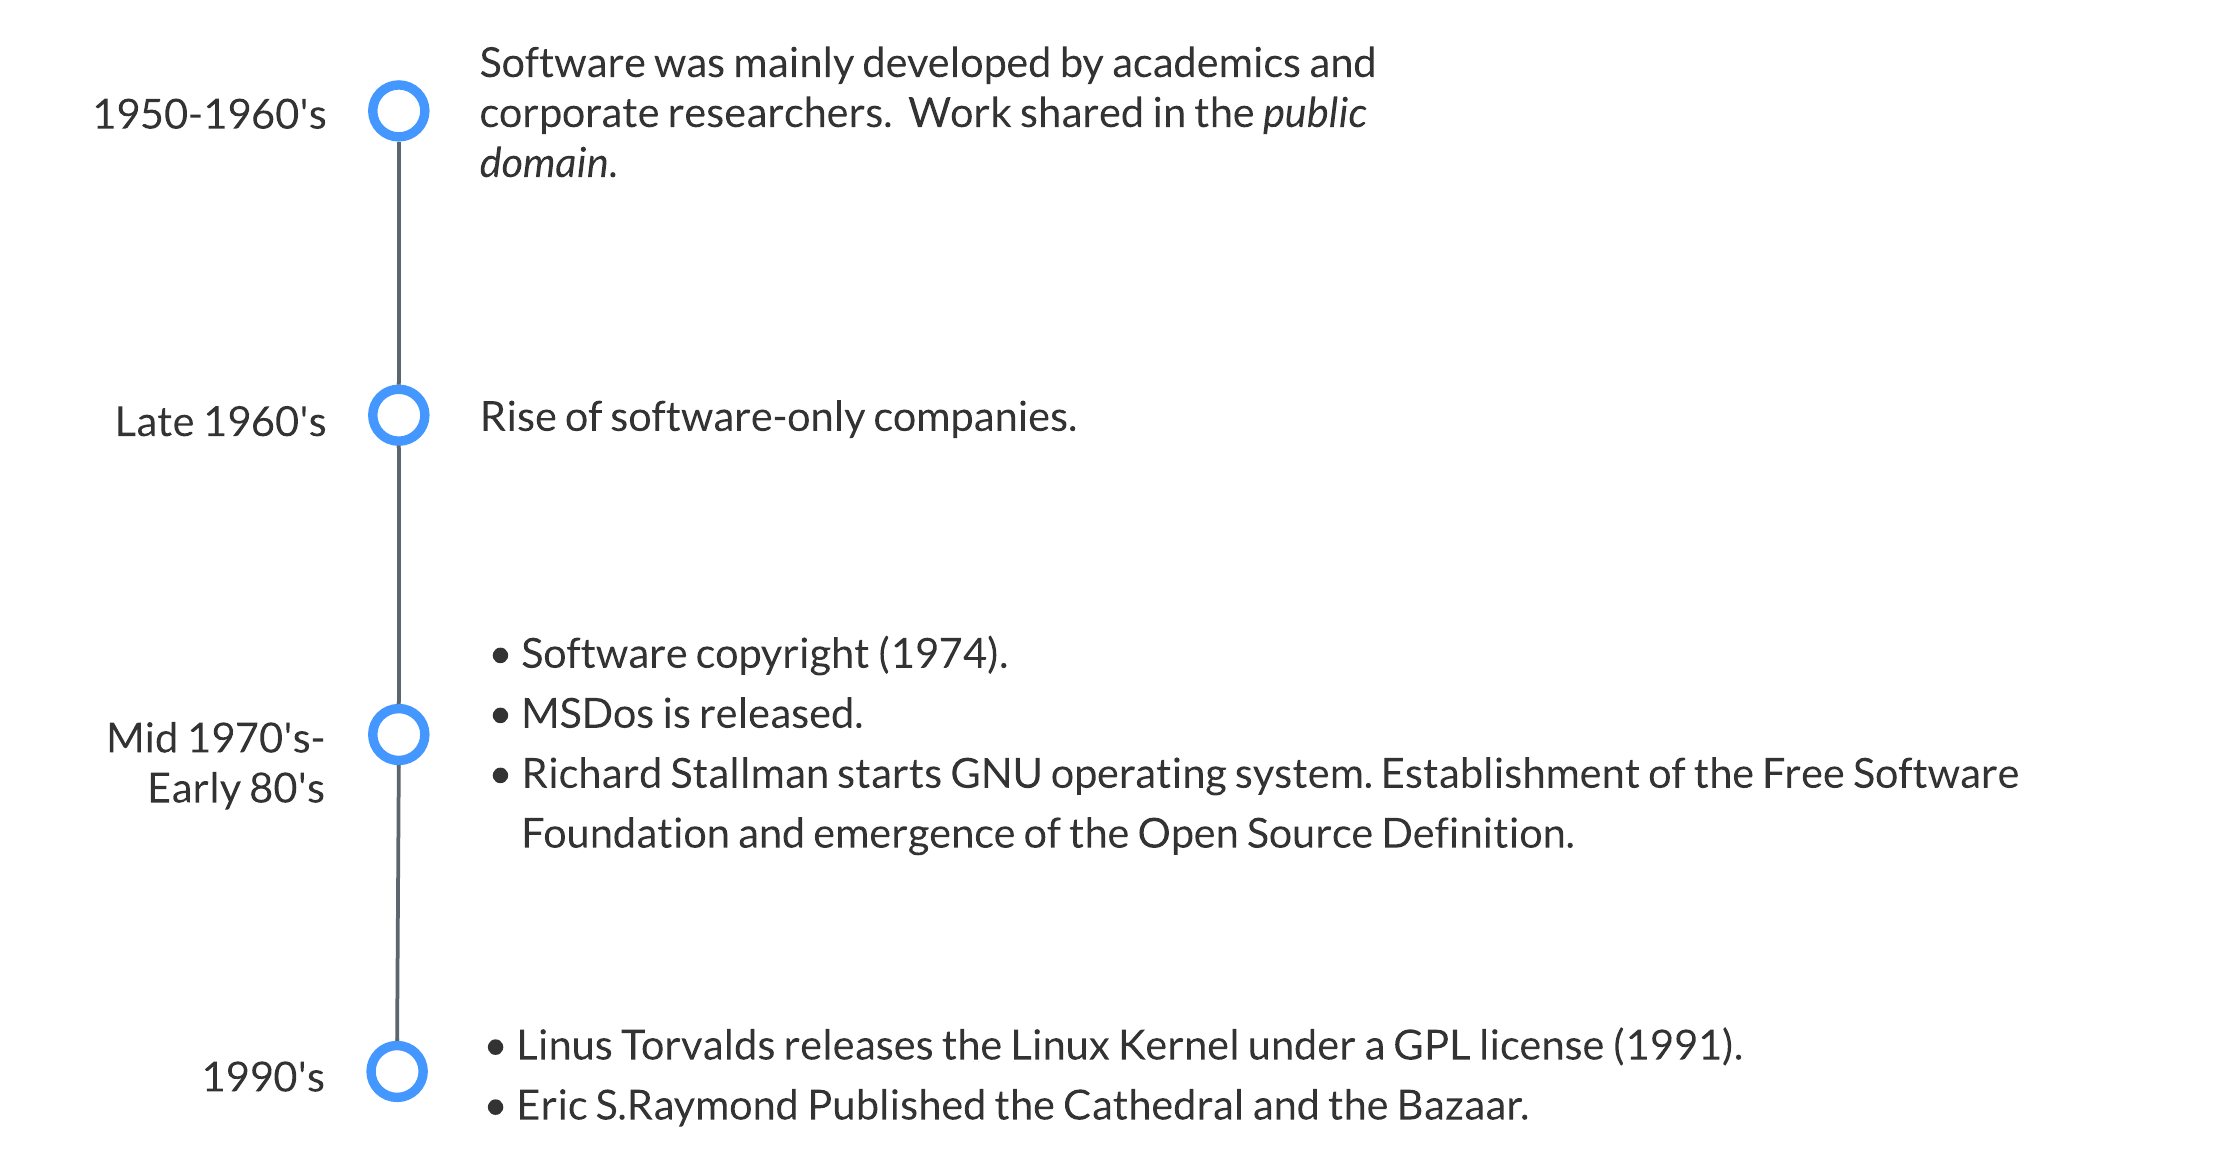 1950-1960's
Software was mainly developed by academics and
corporate researchers.  Work shared in the public
domain.
Late 1960's
Rise of software-only companies.
Mid 1970's-
Early 80's
• Software copyright (1974).
• MSDos is released.
• Richard Stallman starts GNU operating system. Establishment of the Free Software
Foundation and emergence of the Open Source Definition.
1990's
• Linus Torvalds releases the Linux Kernel under a GPL license (1991).
• Eric S.Raymond Published the Cathedral and the Bazaar.